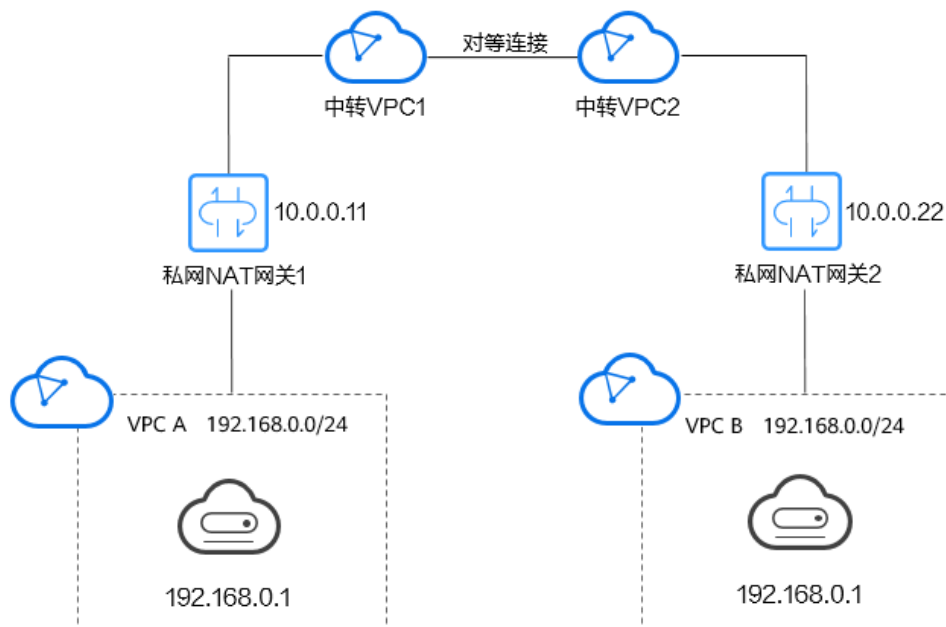 对等连接
中转VPC1
中转VPC2
10.0.0.11
10.0.0.22
私网NAT网关1
私网NAT网关2
VPC A 192.168.0.0/24
VPC B 192.168.0.0/24
192.168.0.1
192.168.0.1